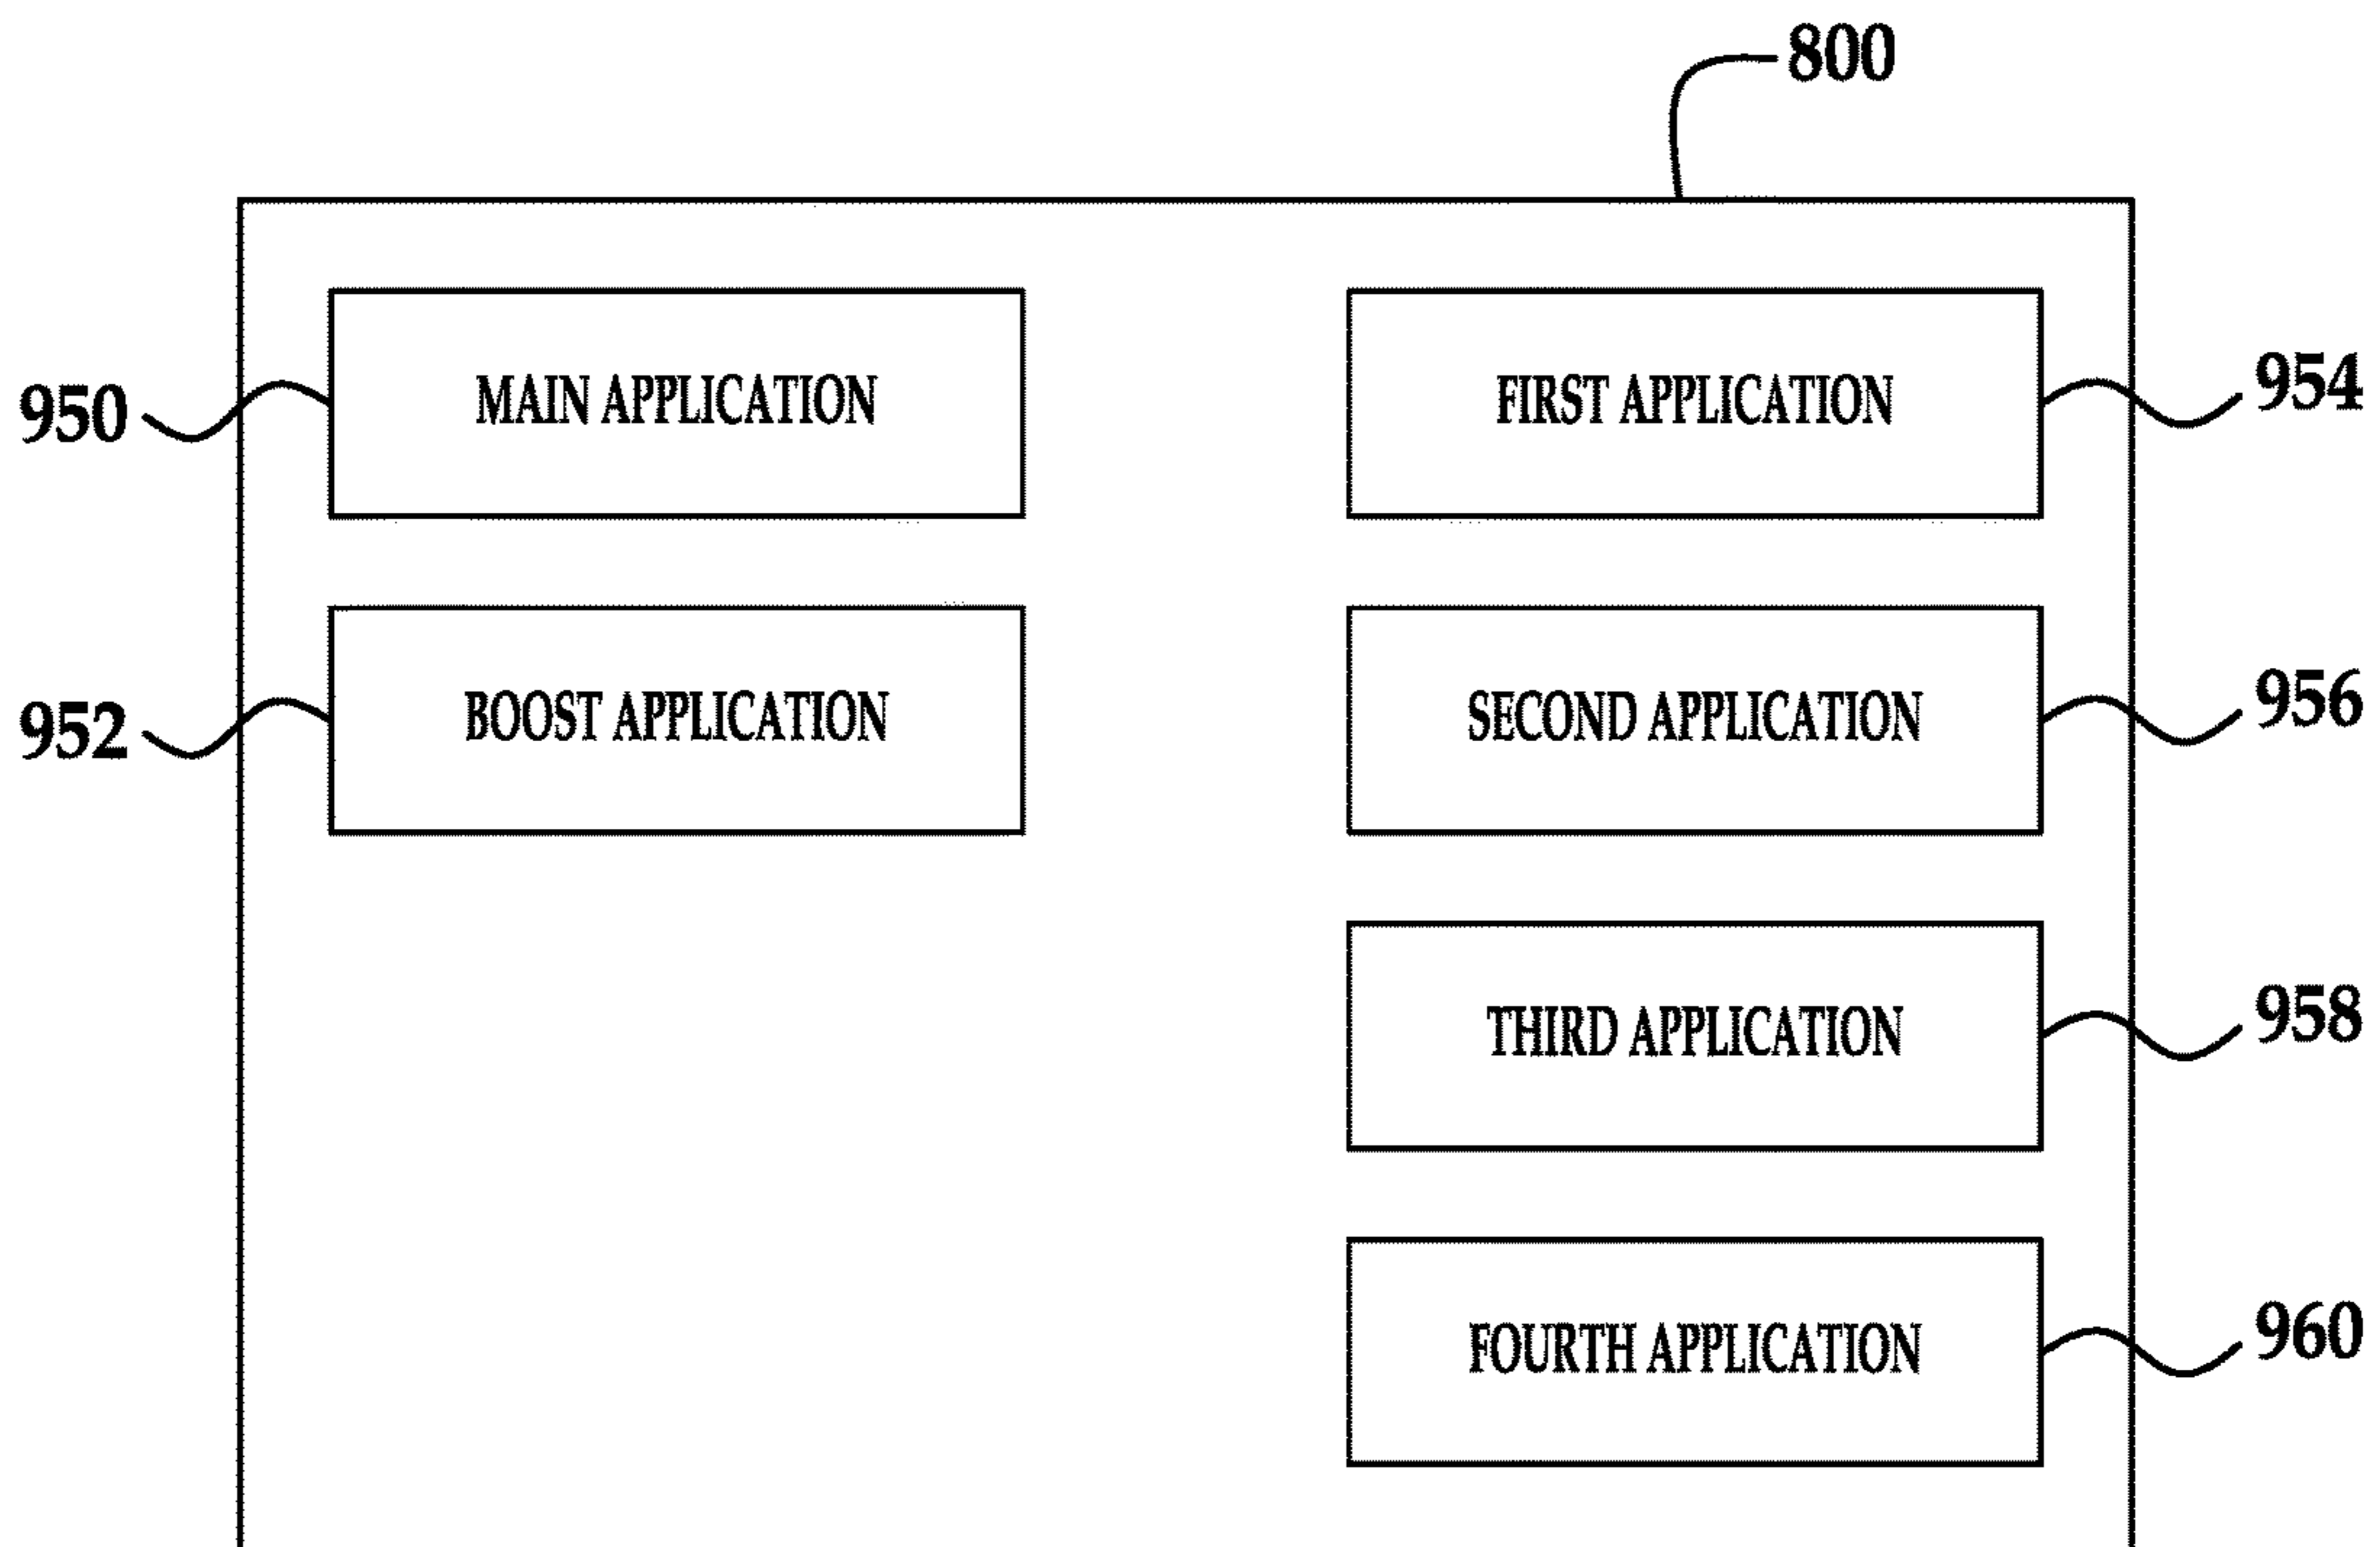 800
950
MAIN APPLICATION
FIRST APPLICATION
954
952
BOOST APPLICATION
SECOND APPLICATION
956
THIRD APPLICATION
958
FOURTH APPLICATION
960